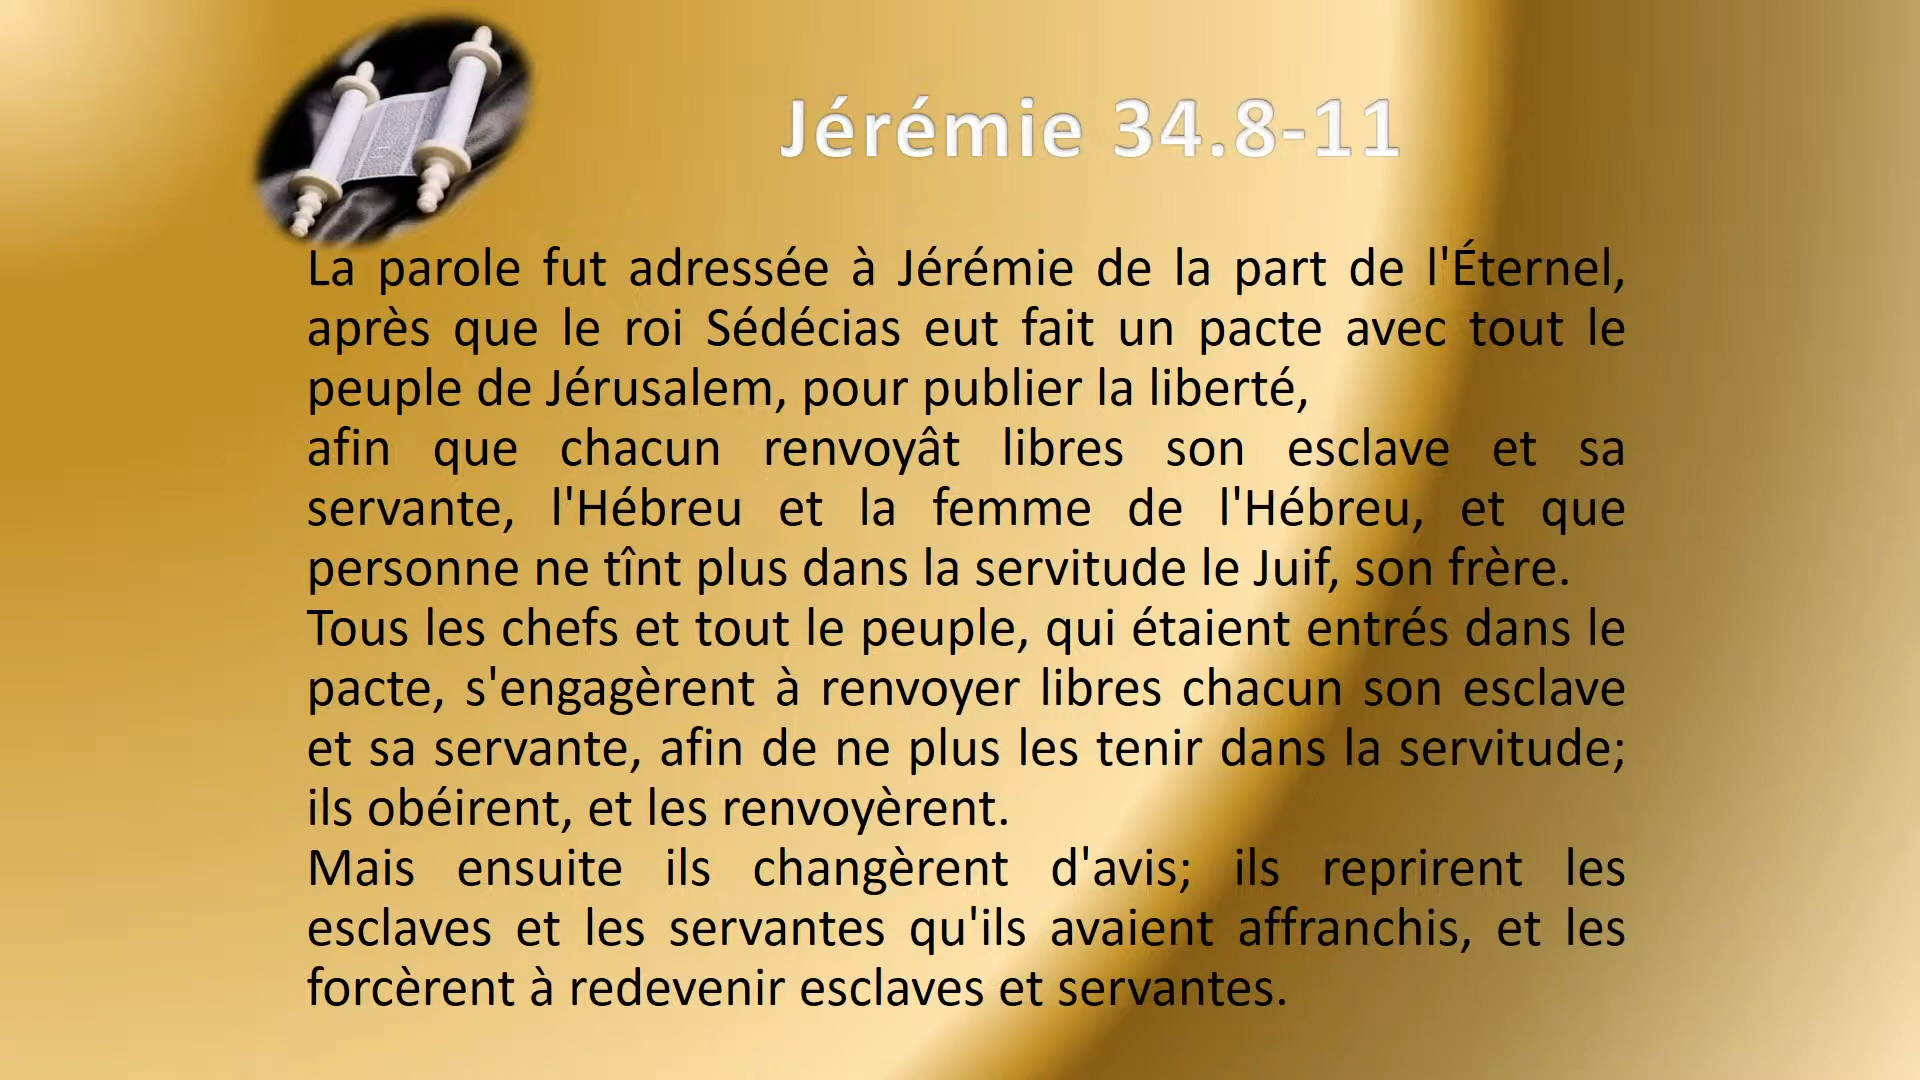 Jérémie 34.8-11
La parole fut adressée à Jérémie de la part de l'Éternel,
après que le roi Sédécias eut fait un pacte avec tout le
peuple de Jérusalem, pour publier la liberté,
afin que chacun renvoyât libres son esclave et sa
servante, l'Hébreu et la femme de l'Hébreu, et que
personne ne tînt plus dans la servitude le Juif, son frère.
Tous les chefs et tout le peuple, qui étaient entrés dans le
pacte, s'engagèrent à renvoyer libres chacun son esclave
et sa servante, afin de ne plus les tenir dans la servitude;
ils obéirent, et les renvoyèrent.
Mais ensuite ils changèrent d'avis; ils reprirent les
esclaves et les servantes qu'ils avaient affranchis, et les
forcèrent à redevenir esclaves et servantes.